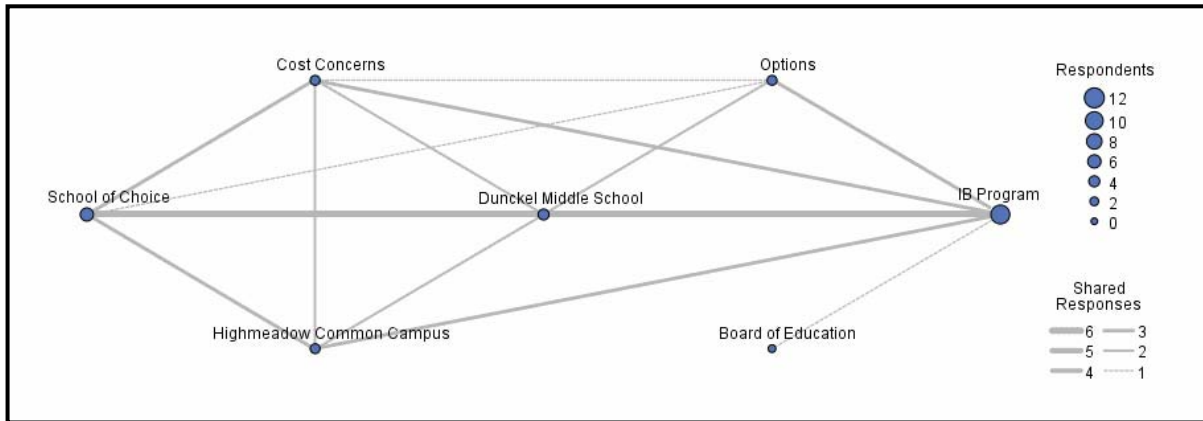 Cost Concerns
Options
Respondents
12
10
8
6
4
2
0
School of Choice
Dunckel Middle School
IB Program
Highmeadow Common Campus
Board of Education
Shared
Responses
6 3
5 2
4 1